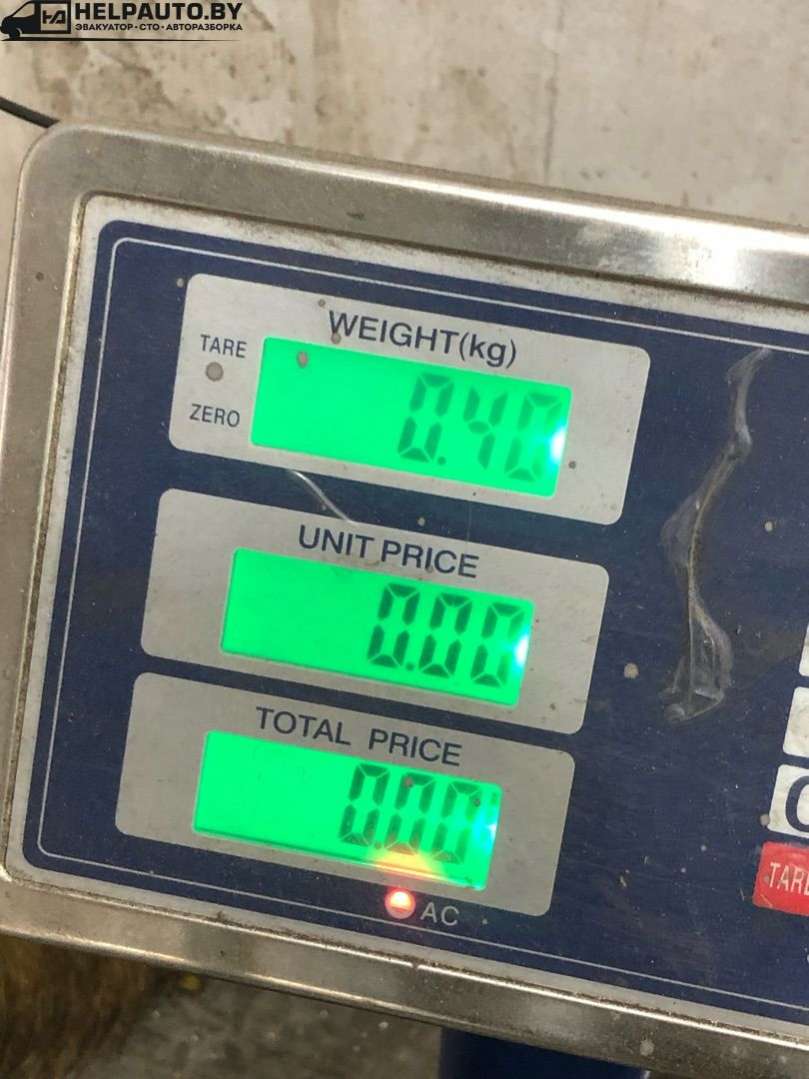 HELPAUTO.BY
ЭВАКУАТОР·СТО·АВТОРАЗБОРКА
WEIGHT(kg)
TARE
0.40
ZERO
UNIT PRICE
0.00
TOTAL PRICE
0.00
AC
TARE